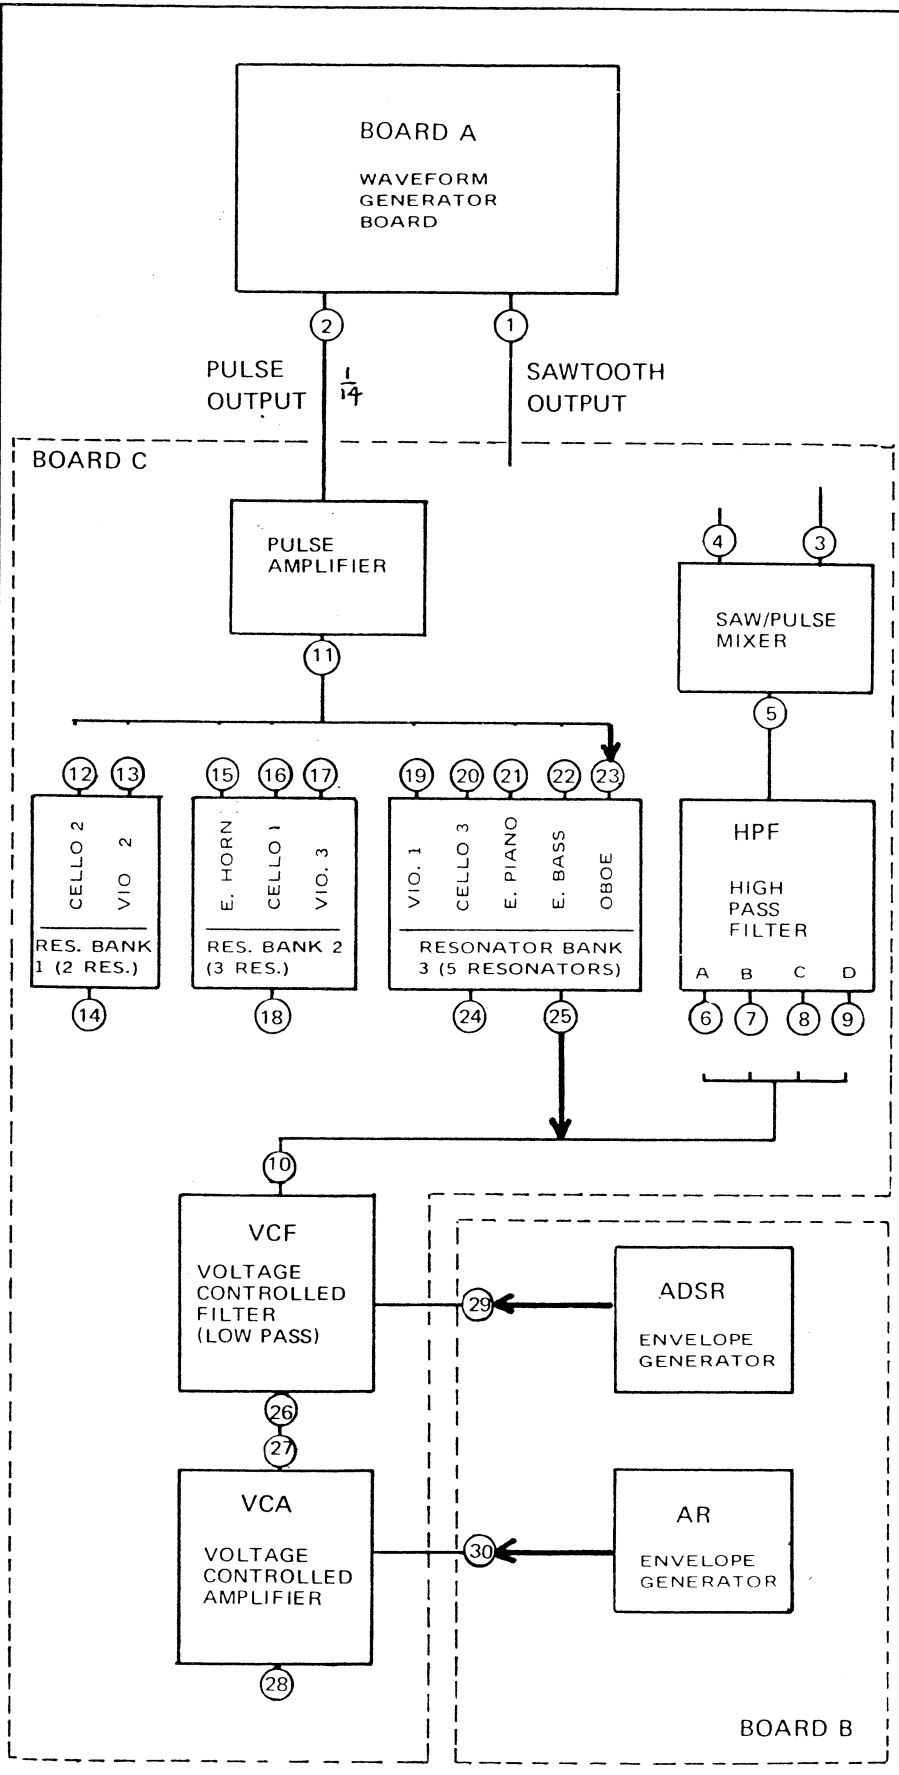 BOARD A
WAVEFORM
GENERATOR
BOARD
2
1
PULSE
OUTPUT
1/14
SAWTOOTH
OUTPUT
BOARD C
PULSE
AMPLIFIER
4
3
SAW/PULSE
MIXER
11
5
12
13
15
16
17
19
20
21
22
23
CELLO 2
VIO 2
E. HORN
CELLO 1
VIO. 3
VIO. 1
CELLO 3
E. PIANO
E. BASS
OBOE
RES. BANK
1 (2 RES.)
RES. BANK 2
(3 RES.)
RESONATOR BANK
3 (5 RESONATORS)
HPF
HIGH
PASS
FILTER
A B C D
14
18
24
25
6
7
8
9
10
VCF
VOLTAGE
CONTROLLED
FILTER
(LOW PASS)
29
ADSR
ENVELOPE
GENERATOR
26
27
VCA
VOLTAGE
CONTROLLED
AMPLIFIER
30
AR
ENVELOPE
GENERATOR
28
BOARD B